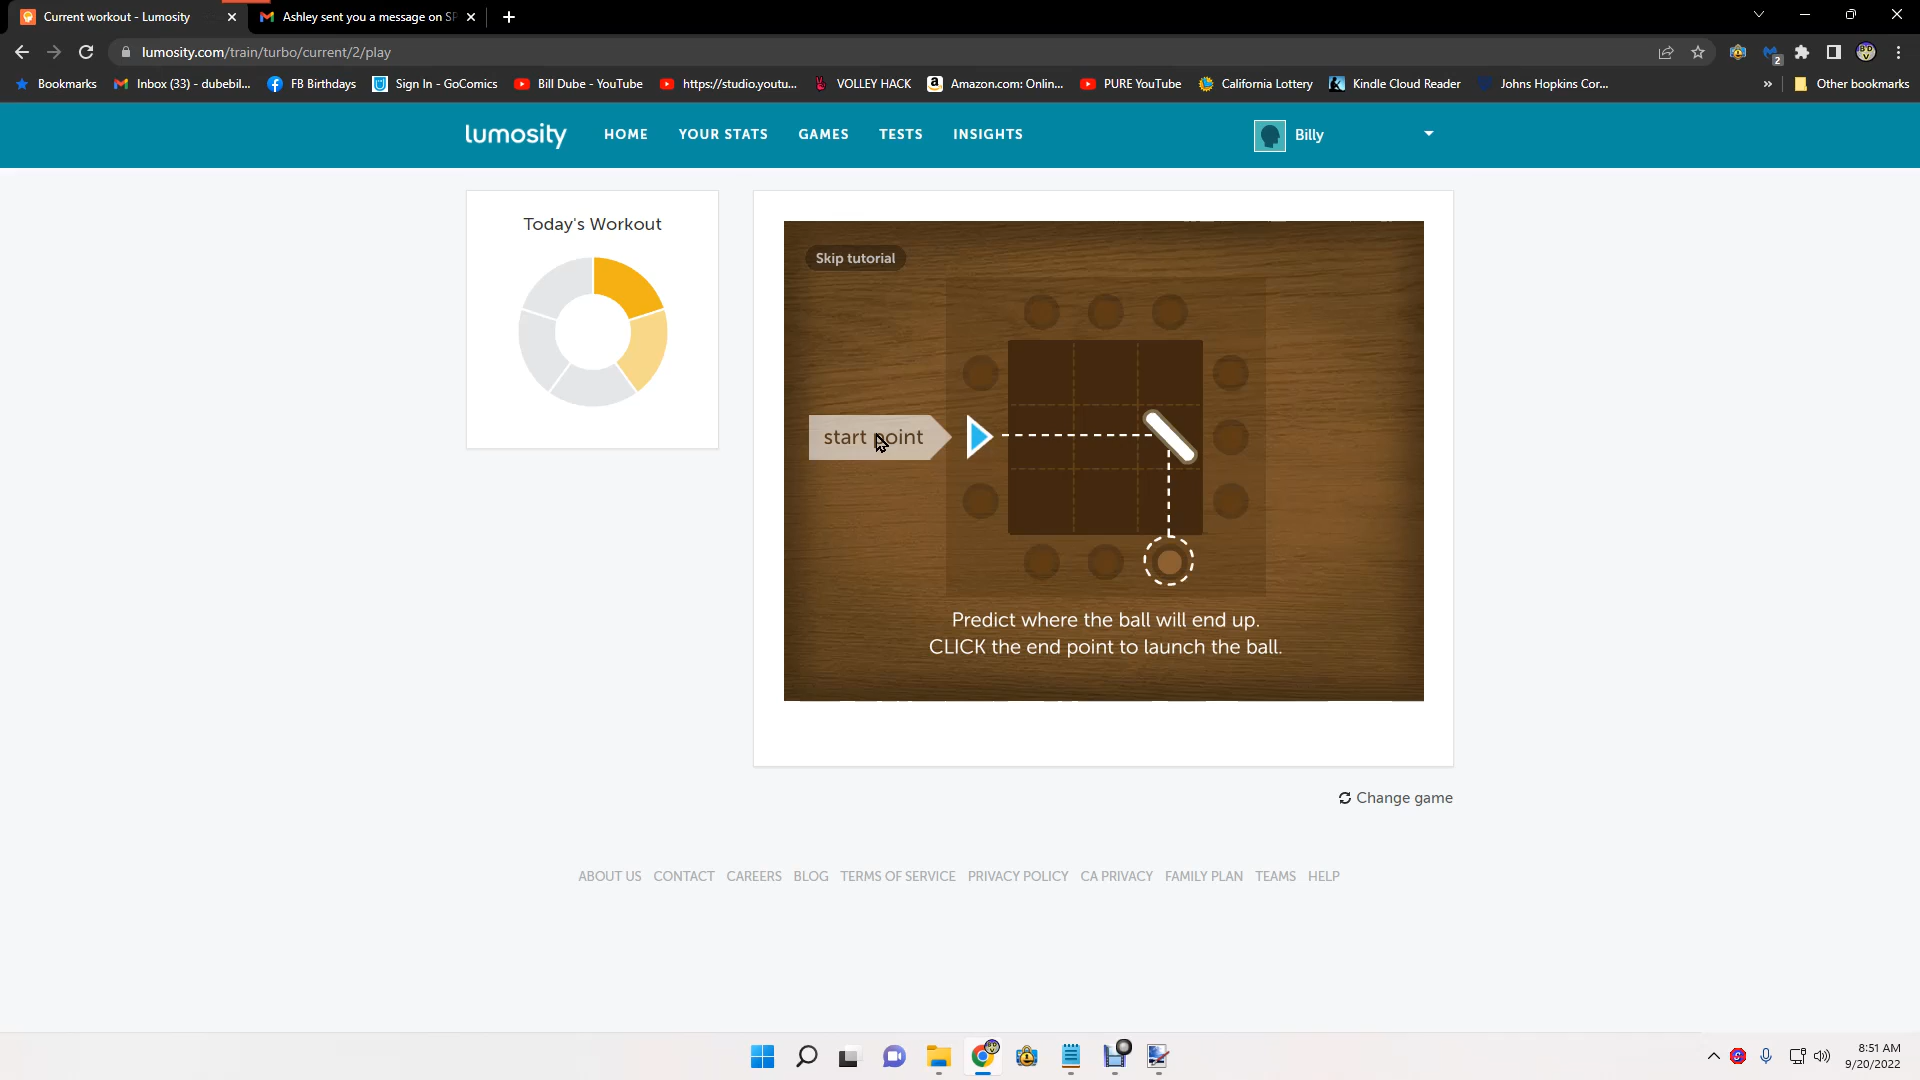 Current workout - Lumosity
Ashley sent you a message on SP
lumosity.com/train/turbo/current/2/play
2
Bookmarks
Inbox (33) - dubebil...
FB Birthdays
Sign In - GoComics
Bill Dube - YouTube
https://studio.youtu...
VOLLEY HACK
Amazon.com: Onlin...
PURE YouTube
California Lottery
Kindle Cloud Reader
Johns Hopkins Cor...
»
Other bookmarks
lumosity
HOME
YOUR STATS
GAMES
TESTS
INSIGHTS
Billy
Today's Workout
Skip tutorial
start point
Predict where the ball will end up.
CLICK the end point to launch the ball.
Change game
ABOUT US CONTACT CAREERS BLOG TERMS OF SERVICE PRIVACY POLICY CA PRIVACY FAMILY PLAN TEAMS HELP
8:51 AM
9/20/2022